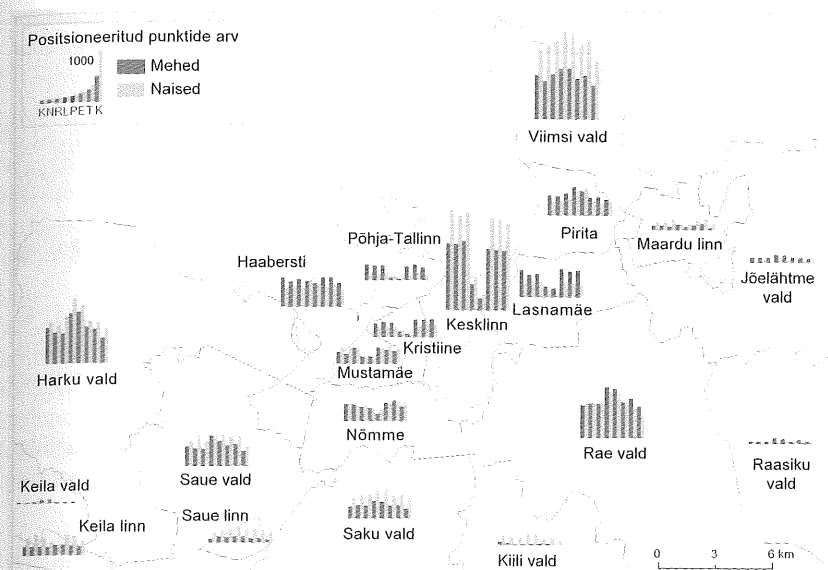 Positsioneeritud punktide arv
1000
Mehed
Naised
KNRLPETK
Viimsi vald
Pirita
Maardu linn
Jõelähtme
vald
Põhja-Tallinn
Haabersti
Lasnamäe
Kesklinn
Kristiine
Mustamäe
Harku vald
Nõmme
Rae vald
Raasiku
vald
Saue vald
Keila vald
Keila linn
Saue linn
Saku vald
Kiili vald
0 3 6 km